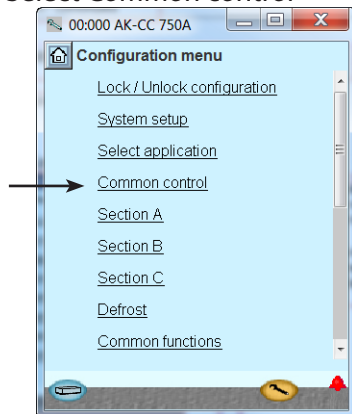 Select Common control
00:000 AK-CC 750A
Configuration menu
Lock / Unlock configuration
System setup
Select application
Common control
Section A
Section B
Section C
Defrost
Common functions